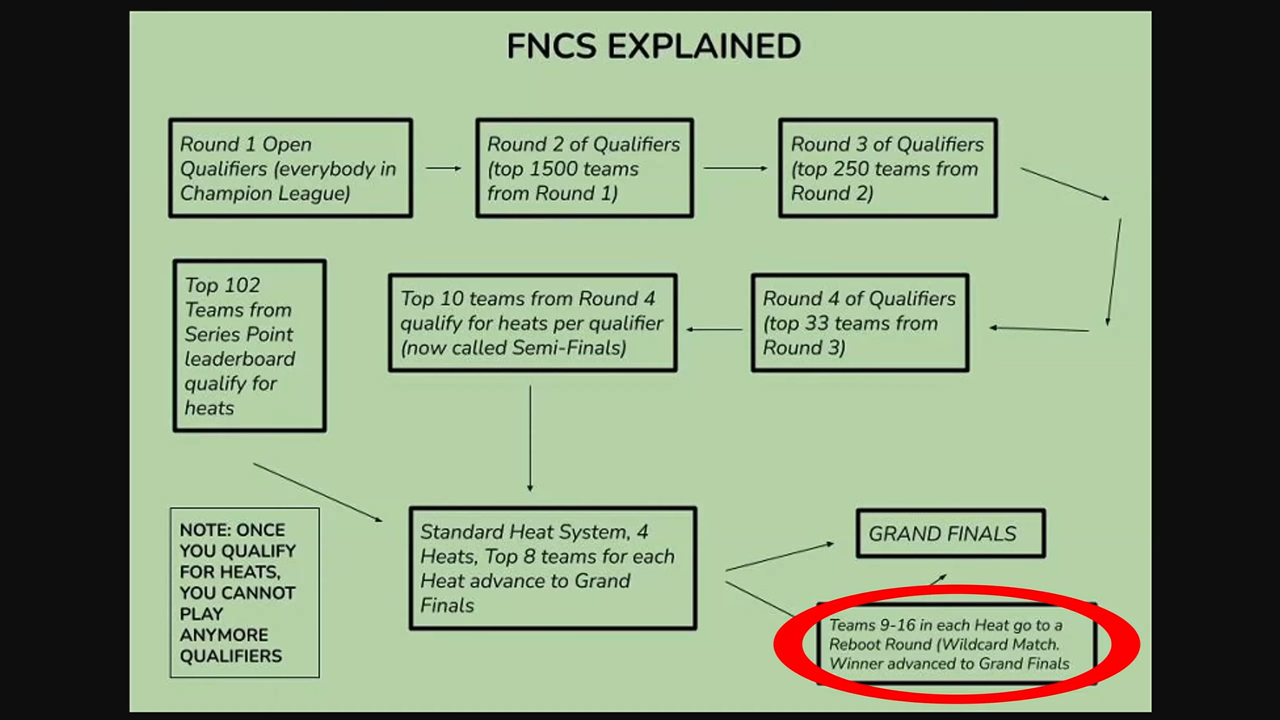 FNCS EXPLAINED
Round 1 Open
Qualifiers (everybody in
Champion League)
Round 2 of Qualifiers
(top 1500 teams
from Round 1)
Round 3 of Qualifiers
(top 250 teams from
Round 2)
Top 102
Teams from
Series Point
leaderboard
qualify for
heats
Top 10 teams from Round 4
qualify for heats per qualifier
(now called Semi-Finals)
Round 4 of Qualifiers
(top 33 teams from
Round 3)
NOTE: ONCE
YOU QUALIFY
FOR HEATS,
YOU CANNOT
PLAY
ANYMORE
QUALIFIERS
Standard Heat System, 4
Heats, Top 8 teams for each
Heat advance to Grand
Finals
GRAND FINALS
Teams 9-16 in each Heat go to a
Reboot Round (Wildcard Match.
Winner advanced to Grand Finals